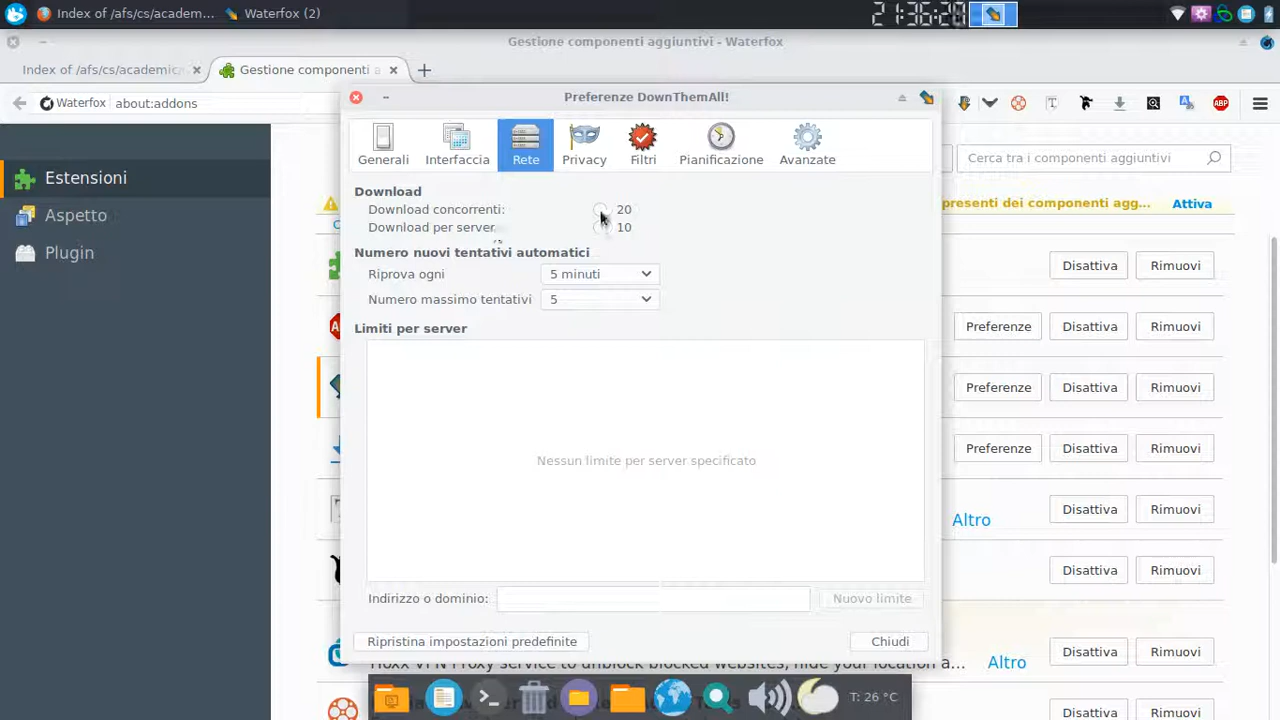 Index of /afs/cs/academ...
Waterfox (2)
21:36:28
Gestione componenti aggiuntivi - Waterfox
Index of /afs/cs/academic/
Gestione componenti a
Waterfox
about:addons
ABP
Preferenze DownThemAll!
Generali
Interfaccia
Rete
Privacy
Filtri
Pianificazione
Avanzate
Cerca tra i componenti aggiuntivi
Estensioni
Aspetto
Plugin
presenti dei componenti agg...
Attiva
Download
Download concorrenti:
20
Download per server
10
Numero nuovi tentativi automatici
Riprova ogni
5 minuti
Numero massimo tentativi
5
Limiti per server
Nessun limite per server specificato
Indirizzo o dominio:
Nuovo limite
Ripristina impostazioni predefinite
Chiudi
Disattiva
Rimuovi
Preferenze
Disattiva
Rimuovi
Preferenze
Disattiva
Rimuovi
Preferenze
Disattiva
Rimuovi
Altro
Disattiva
Rimuovi
Disattiva
Rimuovi
Disattiva
Rimuovi
Hoxx VPN Proxy service to unblock blocked websites, hide your location a...
Altro
Disattiva
Rimuovi
T: 26 °C